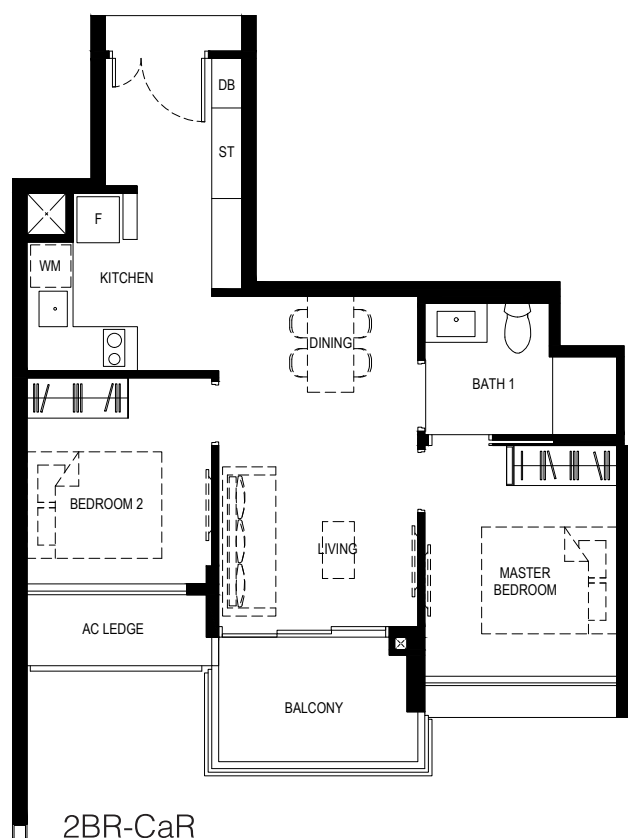 DB
ST
F
WM
KITCHEN
DINING
BATH 1
BEDROOM 2
LIVING
MASTER
BEDROOM
AC LEDGE
BALCONY
2BR-CaR